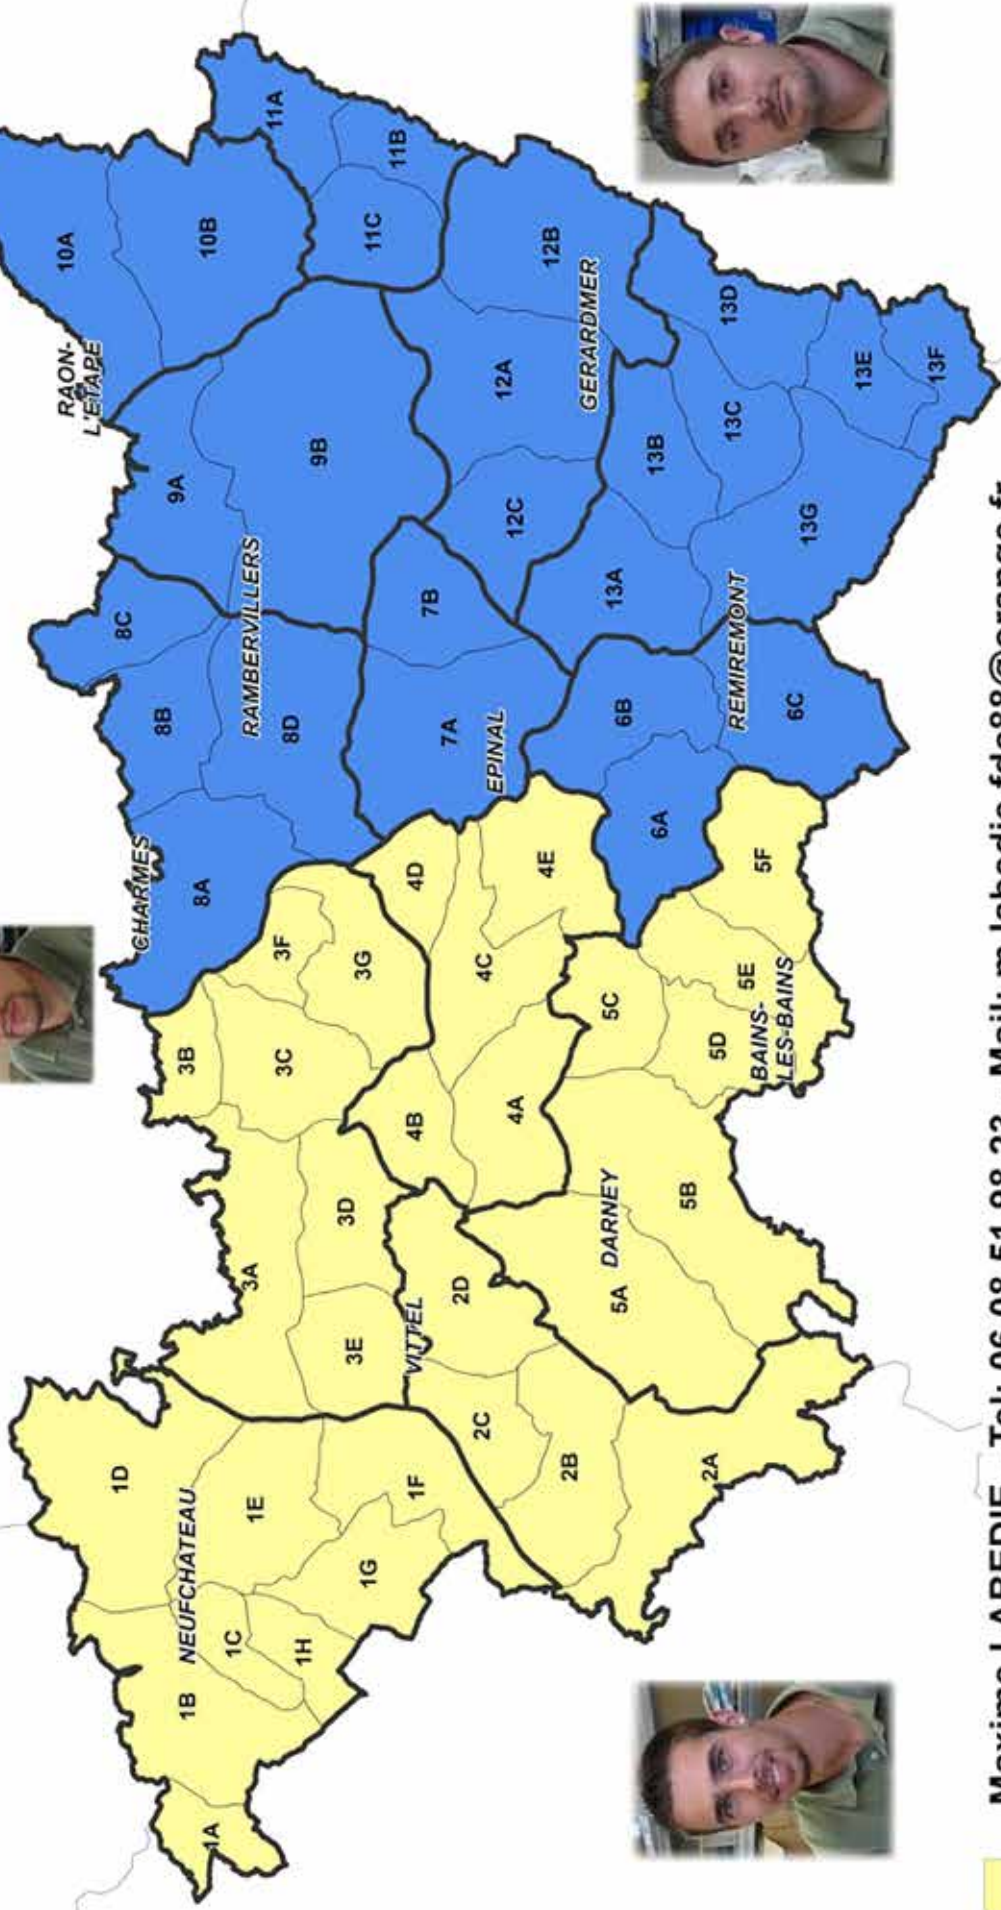 10A
RAON-
L'ETAPE
1D
8C
CHARMES
8B
9A
1B
NEUFCHATEAU
3B
8A
10B
1A
1C
3A
RAMBERVILLERS
1E
11A
3C
3F
8D
1H
9B
3D
3E
3G
1G
11C
11B
VITTEL
1F
4B
4D
7B
7A
2D
2C
4C
EPINAL
12A
4A
12C
4E
12B
2B
GERARDMER
DARNEY
5C
5A
13A
6B
13B
6A
5B
2A
5D
13D
13C
REMIREMONT
5E
BAINS-
LES-BAINS
5F
6C
13G
13E
13F
Maxime LABEDIE - Tel: 06.08.51.08.23 - Mail: m.labedie.fdc88@orange.fr